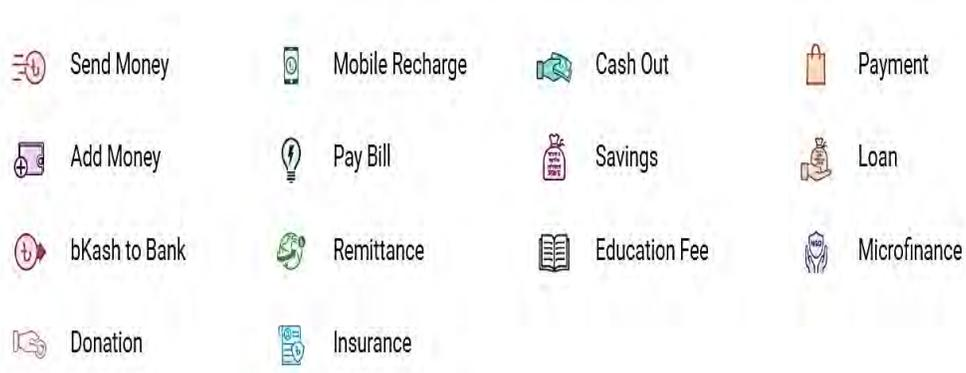 Send Money Mobile Recharge Cash Out Payment
Add Money Pay Bill Savings Loan
bKash to Bank Remittance Education Fee Microfinance
NGO
Donation Insurance